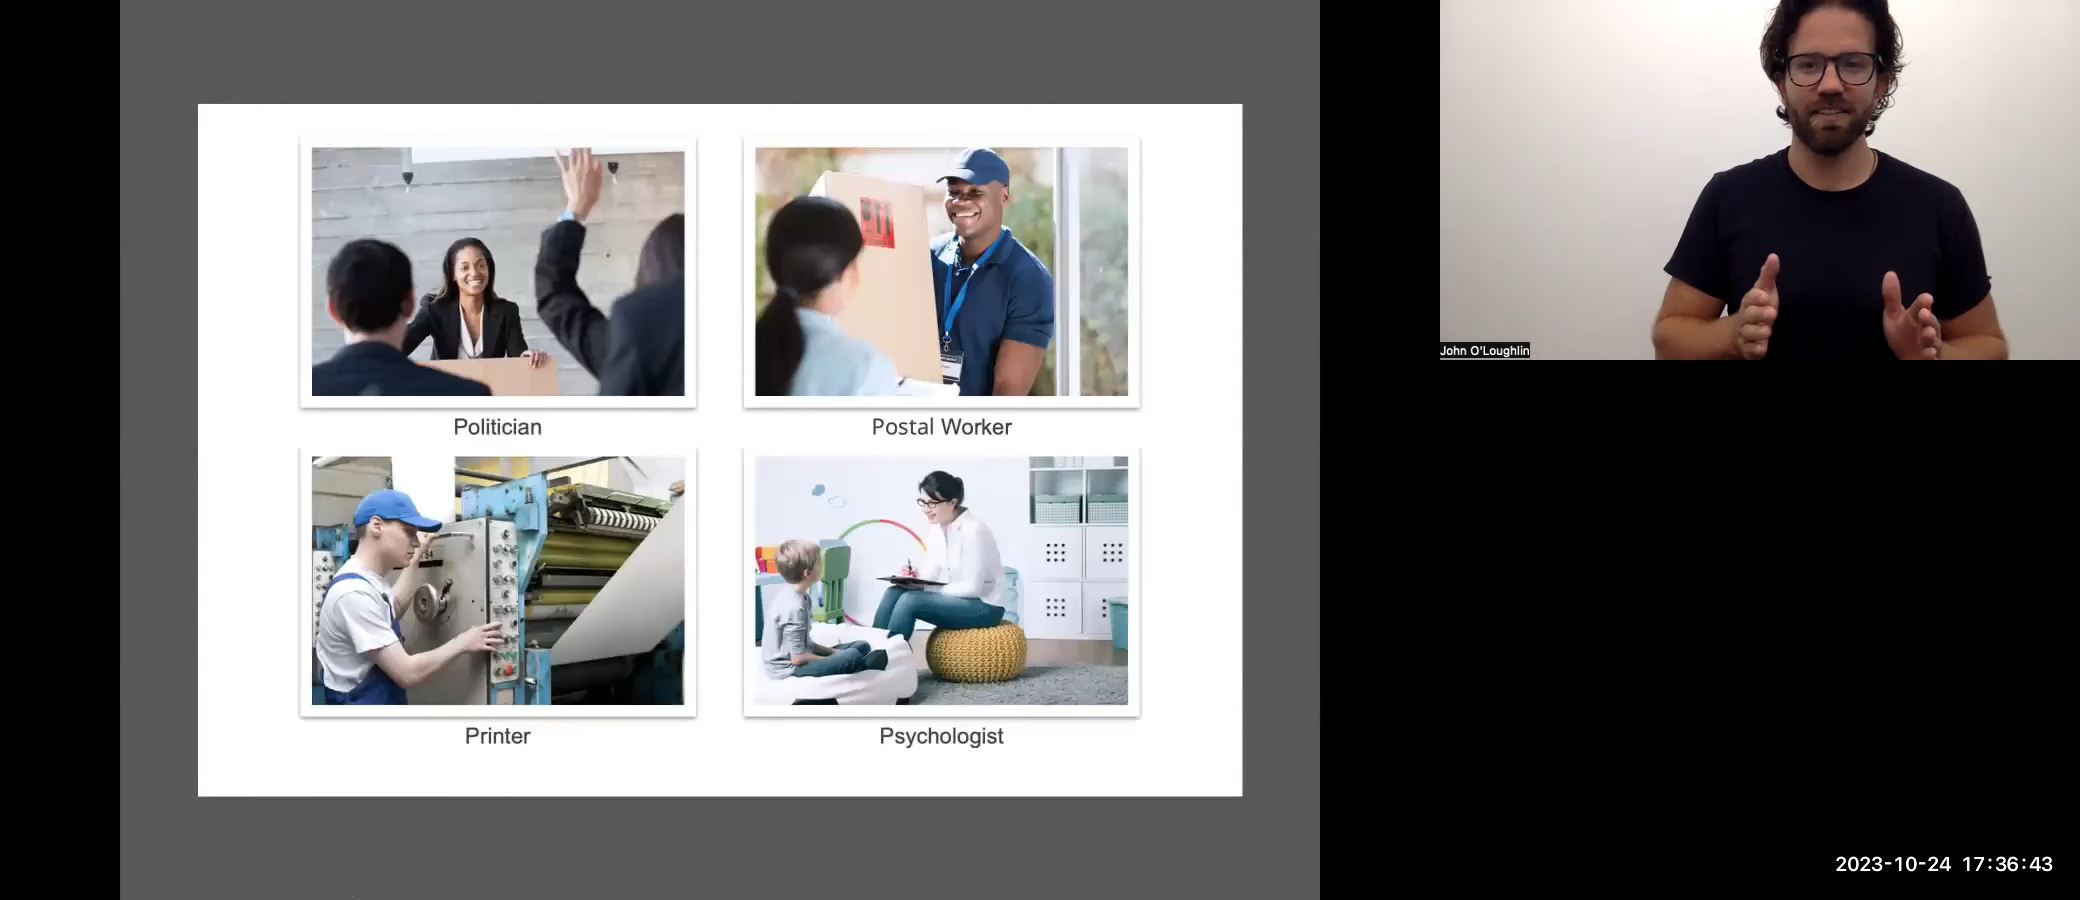 Politician
Postal Worker
Printer
Psychologist
John O'Loughlin
2023-10-24 17:36:43